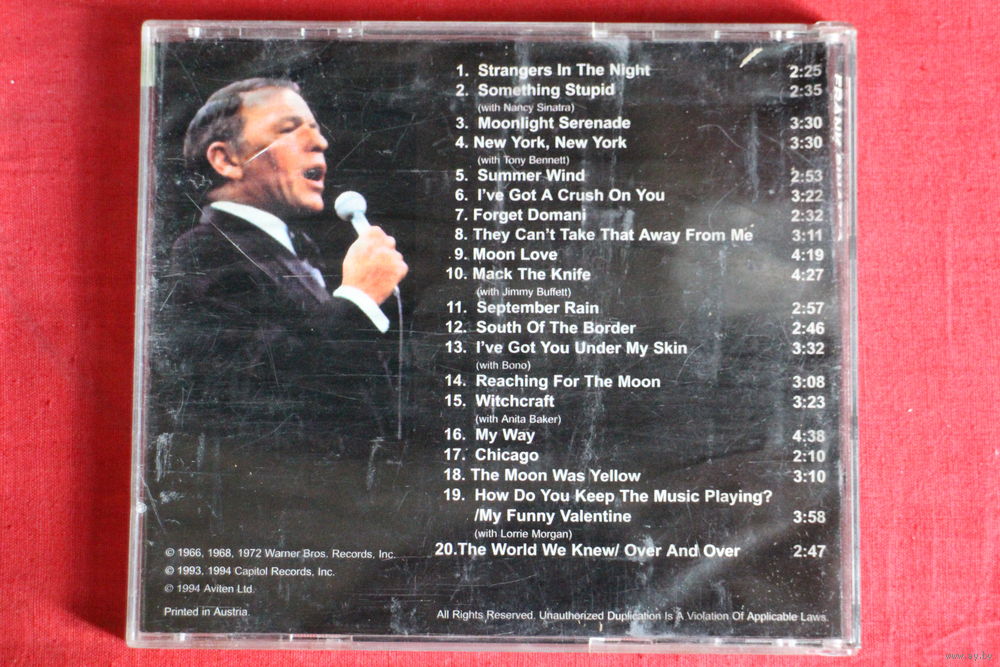 1. Strangers In The Night 2:25
2. Something Stupid 2:35
(with Nancy Sinatra)
3. Moonlight Serenade 3:30
4. New York, New York 3:30
(with Tony Bennett)
5. Summer Wind 2:53
6. I've Got A Crush On You 3:22
7. Forget Domani 2:32
8. They Can't Take That Away From Me 3:11
9. Moon Love 4:19
10. Mack The Knife 4:27
(with Jimmy Buffett)
11. September Rain 2:57
12. South Of The Border 2:46
13. I've Got You Under My Skin 3:32
(with Bono)
14. Reaching For The Moon 3:08
15. Witchcraft 3:23
(with Anita Baker)
16. My Way 4:38
17. Chicago 2:10
18. The Moon Was Yellow 3:10
19. How Do You Keep The Music Playing?
/My Funny Valentine 3:58
(with Lorrie Morgan)
20.The World We Knew/ Over And Over 2:47
© 1966, 1968, 1972 Warner Bros. Records, Inc.
© 1993, 1994 Capitol Records, Inc.
© 1994 Aviten Ltd.
Printed in Austria.
All Rights Reserved. Unauthorized Duplication Is A Violation Of Applicable Laws.
FRANK
www.ay.by